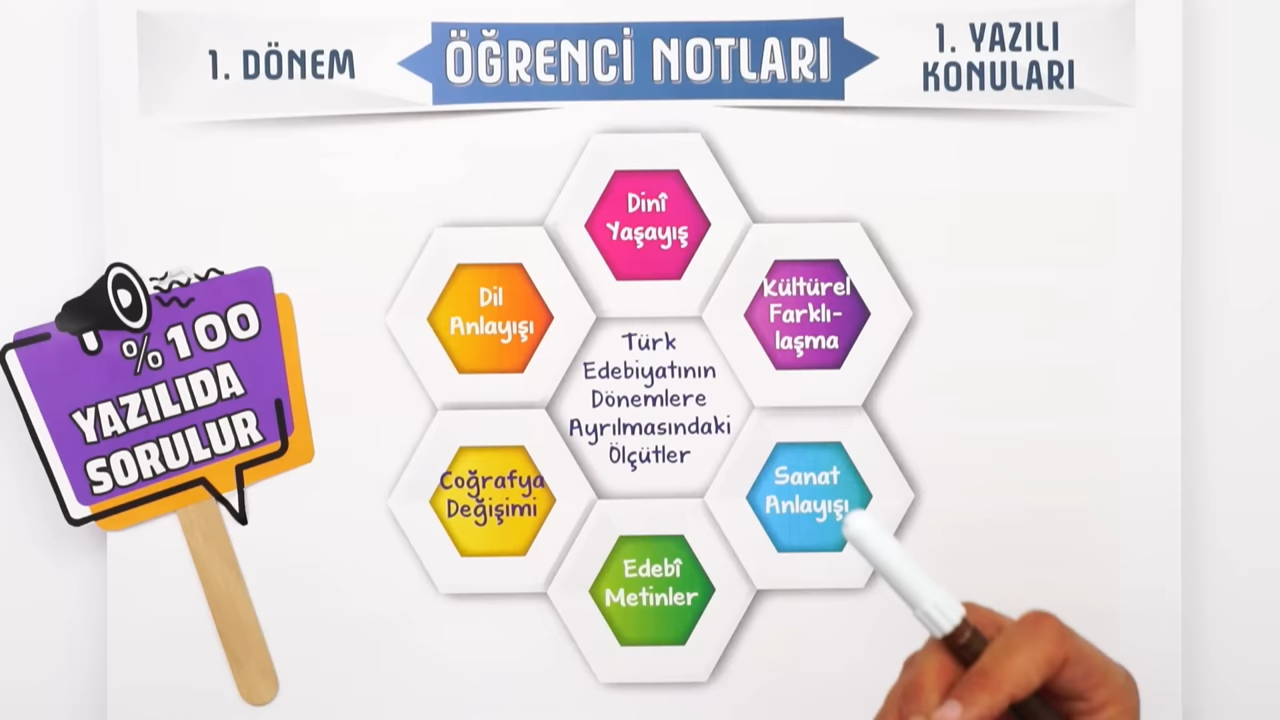 1. DÖNEM
ÖĞRENCİ NOTLARI
1. YAZILI
KONULARI
Dinî
Yaşayış
Dil
Anlayışı
Kültürel
Farklı-
laşma
Türk
Edebiyatının
Dönemlere
Ayrılmasındaki
Ölçütler
Coğrafya
Değişimi
Sanat
Anlayışı
Edebî
Metinler
%100
YAZILIDA
SORULUR